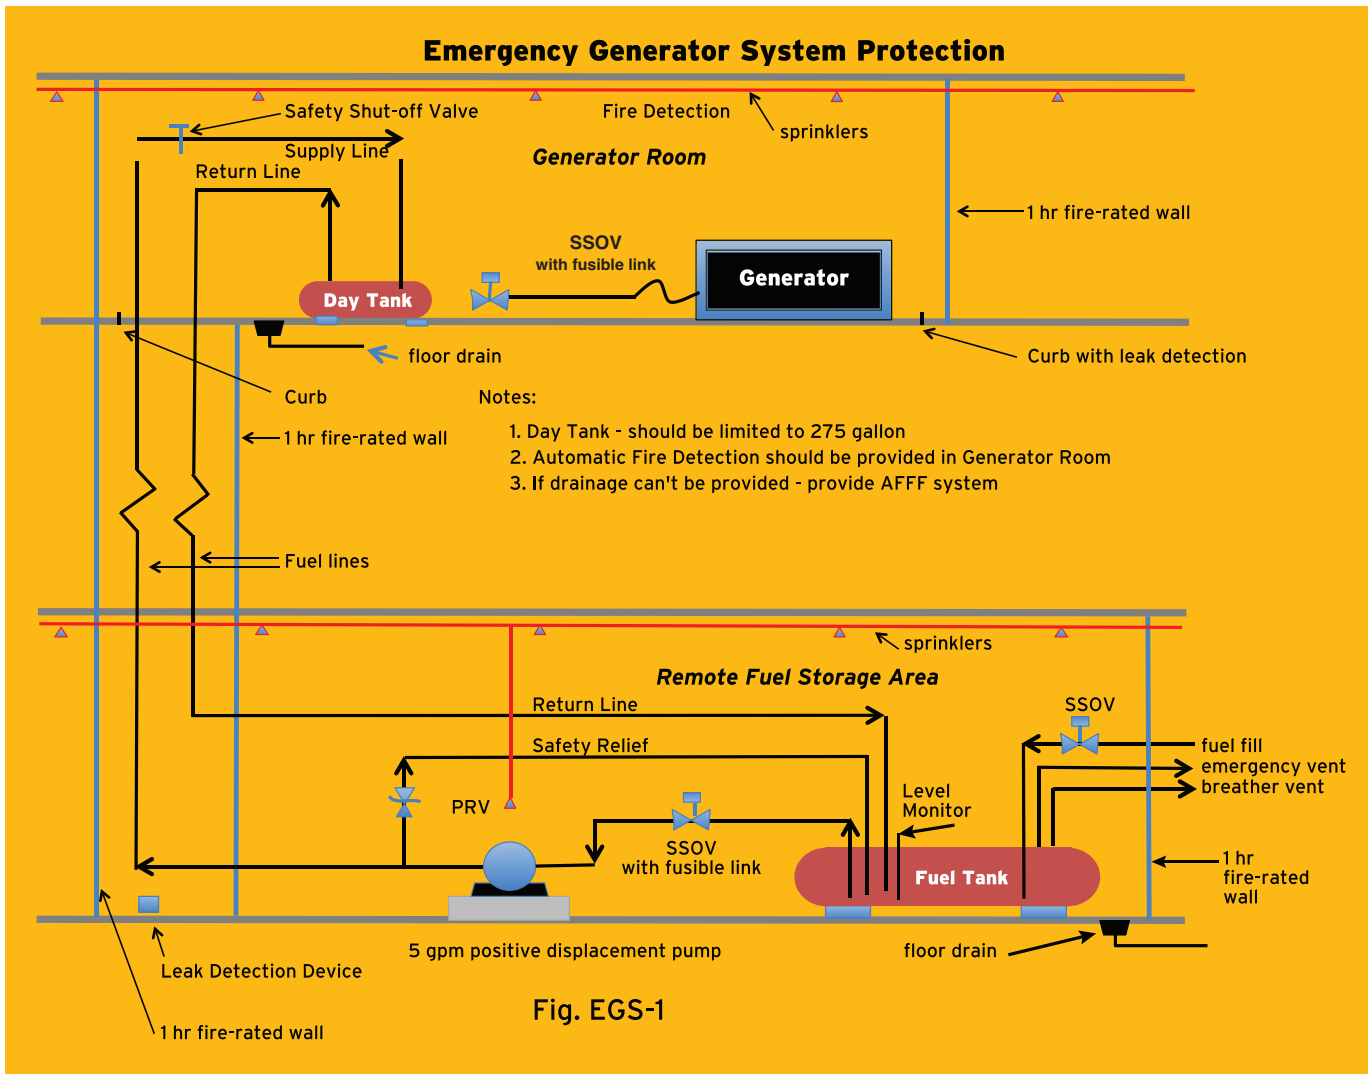 Emergency Generator System Protection
Safety Shut-off Valve
Fire Detection
sprinklers
Supply Line
Generator Room
Return Line
1 hr fire-rated wall
SSOV
with fusible link
Generator
Day Tank
floor drain
Curb with leak detection
Curb
Notes:
1 hr fire-rated wall
1. Day Tank - should be limited to 275 gallon
2. Automatic Fire Detection should be provided in Generator Room
3. If drainage can't be provided - provide AFFF system
Fuel lines
sprinklers
Remote Fuel Storage Area
Return Line
SSOV
Safety Relief
fuel fill
emergency vent
breather vent
Level
Monitor
PRV
SSOV
with fusible link
Fuel Tank
1 hr
fire-rated
wall
5 gpm positive displacement pump
floor drain
Leak Detection Device
Fig. EGS-1
1 hr fire-rated wall